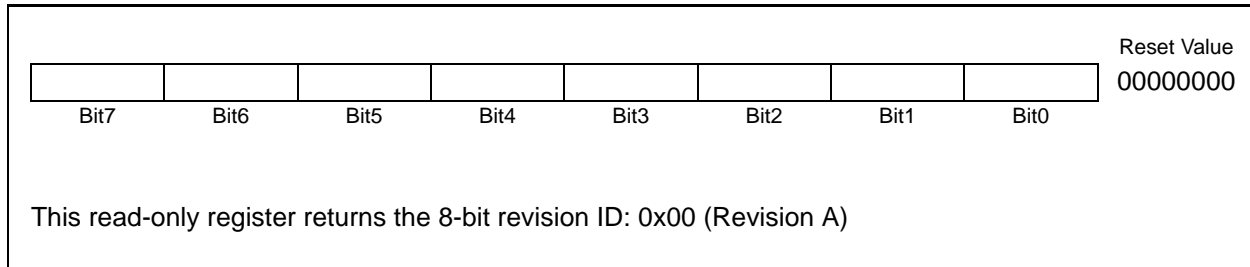 Reset Value
00000000
Bit7 Bit6 Bit5 Bit4 Bit3 Bit2 Bit1 Bit0
This read-only register returns the 8-bit revision ID: 0x00 (Revision A)